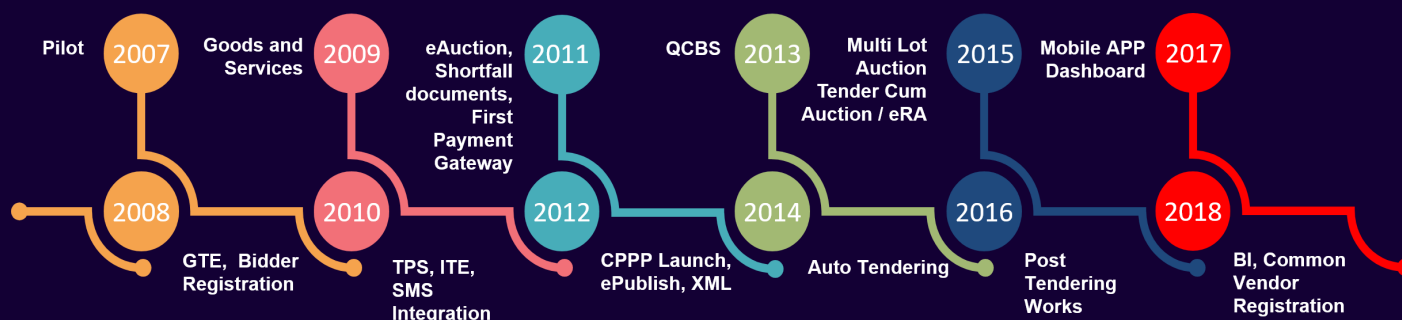 Pilot
2007
Goods and
Services
2009
eAuction,
Shortfall
documents,
First
Payment
Gateway
2011
QCBS
2013
Multi Lot
Auction
Tender Cum
Auction / eRA
2015
Mobile APP
Dashboard
2017
2008
GTE, Bidder
Registration
2010
TPS, ITE,
SMS
Integration
2012
CPPP Launch,
ePublish, XML
2014
Auto Tendering
2016
Post
Tendering
Works
2018
BI, Common
Vendor
Registration